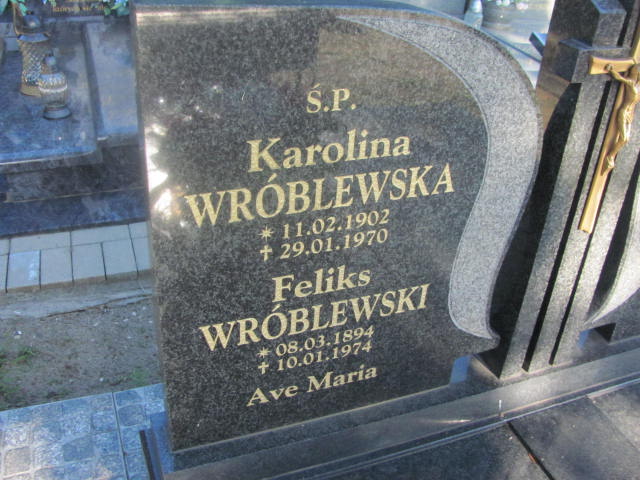 Ś.P.
Karolina
WRÓBLEWSKA
* 11.02.1902
✝ 29.01.1970
Feliks
WRÓBLEWSKI
* 08.03.1894
✝ 10.01.1974
Ave Maria